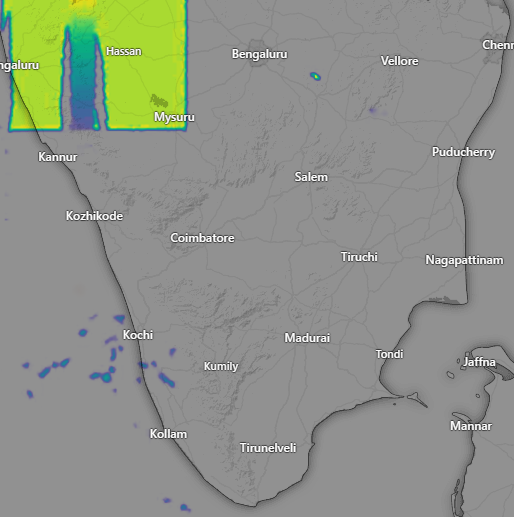 Hassan
Bengaluru
Chenn
Vellore
ngaluru
Mysuru
Kannur
Puducherry
Salem
Kozhikode
Coimbatore
Tiruchi
Nagapattinam
Kochi
Madurai
Tondi
Kumily
Jaffna
Mannar
Kollam
Tirunelveli